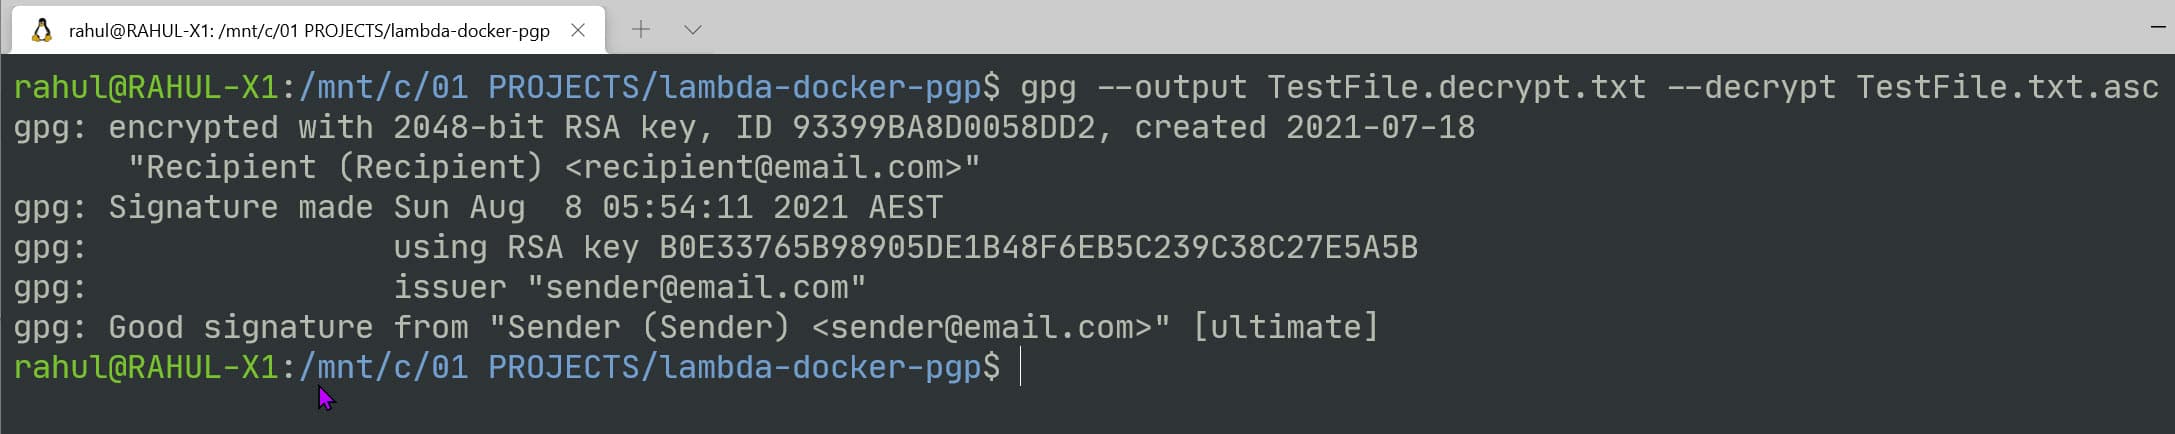 rahul@RAHUL-X1: /mnt/c/01 PROJECTS/lambda-docker-pgp
rahul@RAHUL-X1:/mnt/c/01 PROJECTS/lambda-docker-pgp$ gpg --output TestFile.decrypt.txt --decrypt TestFile.txt.asc
gpg: encrypted with 2048-bit RSA key, ID 93399BA8D0058DD2, created 2021-07-18
      "Recipient (Recipient) <recipient@email.com>"
gpg: Signature made Sun Aug  8 05:54:11 2021 AEST
gpg:                using RSA key B0E33765B98905DE1B48F6EB5C239C38C27E5A5B
gpg:                issuer "sender@email.com"
gpg: Good signature from "Sender (Sender) <sender@email.com>" [ultimate]
rahul@RAHUL-X1:/mnt/c/01 PROJECTS/lambda-docker-pgp$